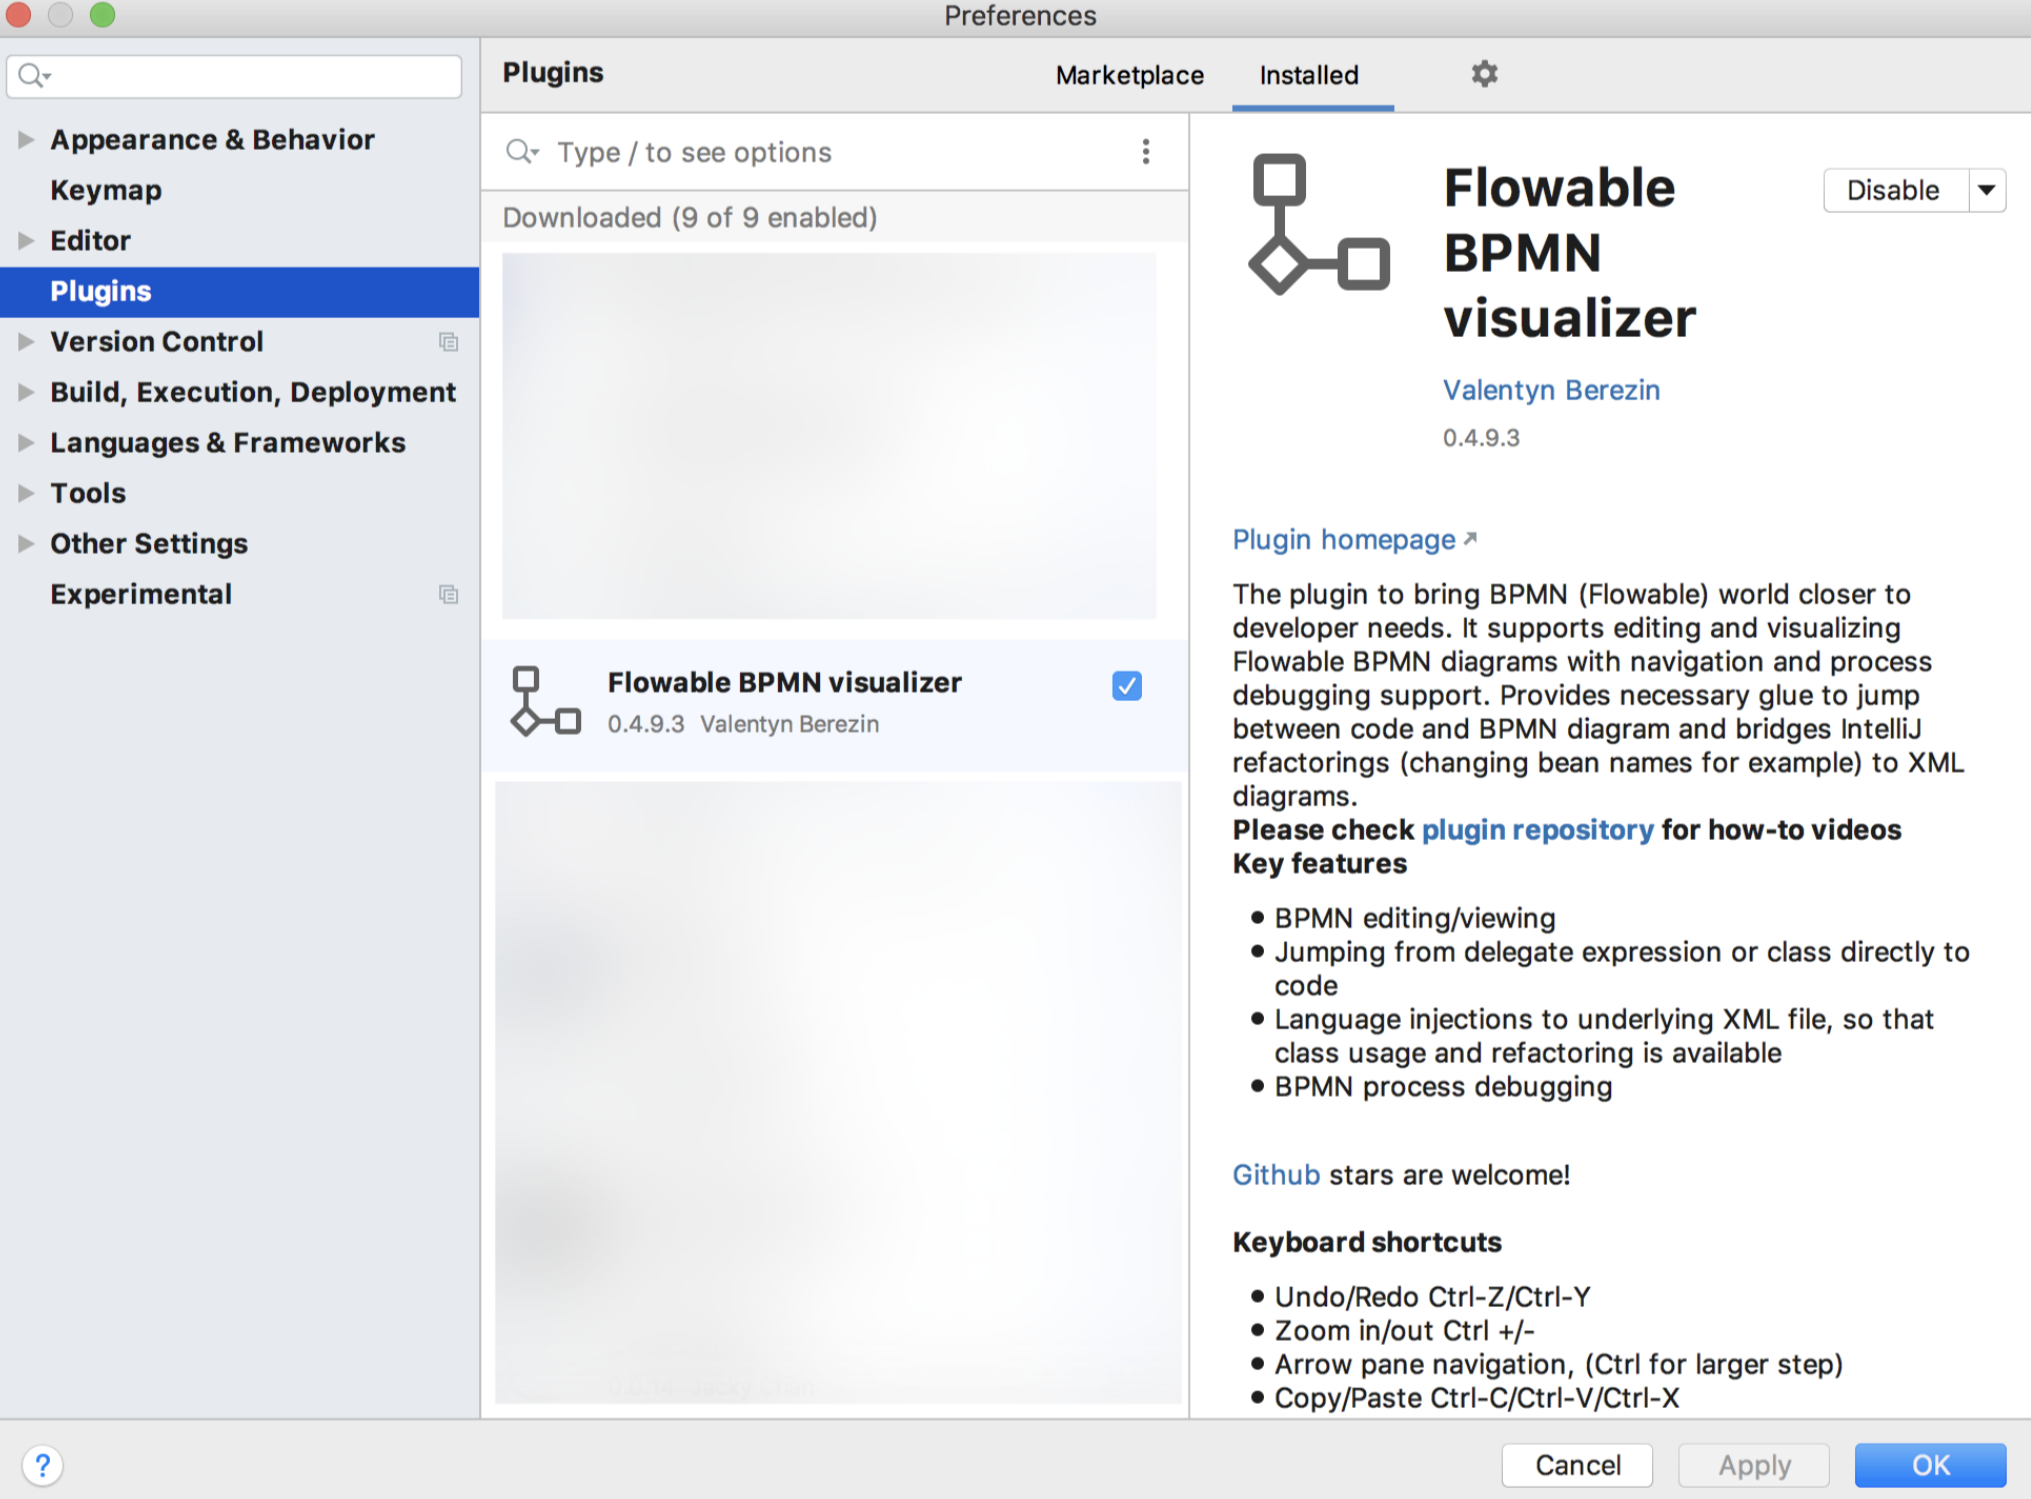 Preferences
Plugins
Marketplace
Installed
Appearance & Behavior
Keymap
Editor
Plugins
Version Control
Build, Execution, Deployment
Languages & Frameworks
Tools
Other Settings
Experimental
Type / to see options
Downloaded (9 of 9 enabled)
Flowable BPMN visualizer
0.4.9.3 Valentyn Berezin
Flowable
BPMN
visualizer
Disable
Valentyn Berezin
0.4.9.3
Plugin homepage
The plugin to bring BPMN (Flowable) world closer to
developer needs. It supports editing and visualizing
Flowable BPMN diagrams with navigation and process
debugging support. Provides necessary glue to jump
between code and BPMN diagram and bridges IntelliJ
refactorings (changing bean names for example) to XML
diagrams.
Please check plugin repository for how-to videos
Key features
• BPMN editing/viewing
• Jumping from delegate expression or class directly to
code
• Language injections to underlying XML file, so that
class usage and refactoring is available
• BPMN process debugging
Github stars are welcome!
Keyboard shortcuts
• Undo/Redo Ctrl-Z/Ctrl-Y
• Zoom in/out Ctrl +/-
• Arrow pane navigation, (Ctrl for larger step)
• Copy/Paste Ctrl-C/Ctrl-V/Ctrl-X
?
Cancel
Apply
OK